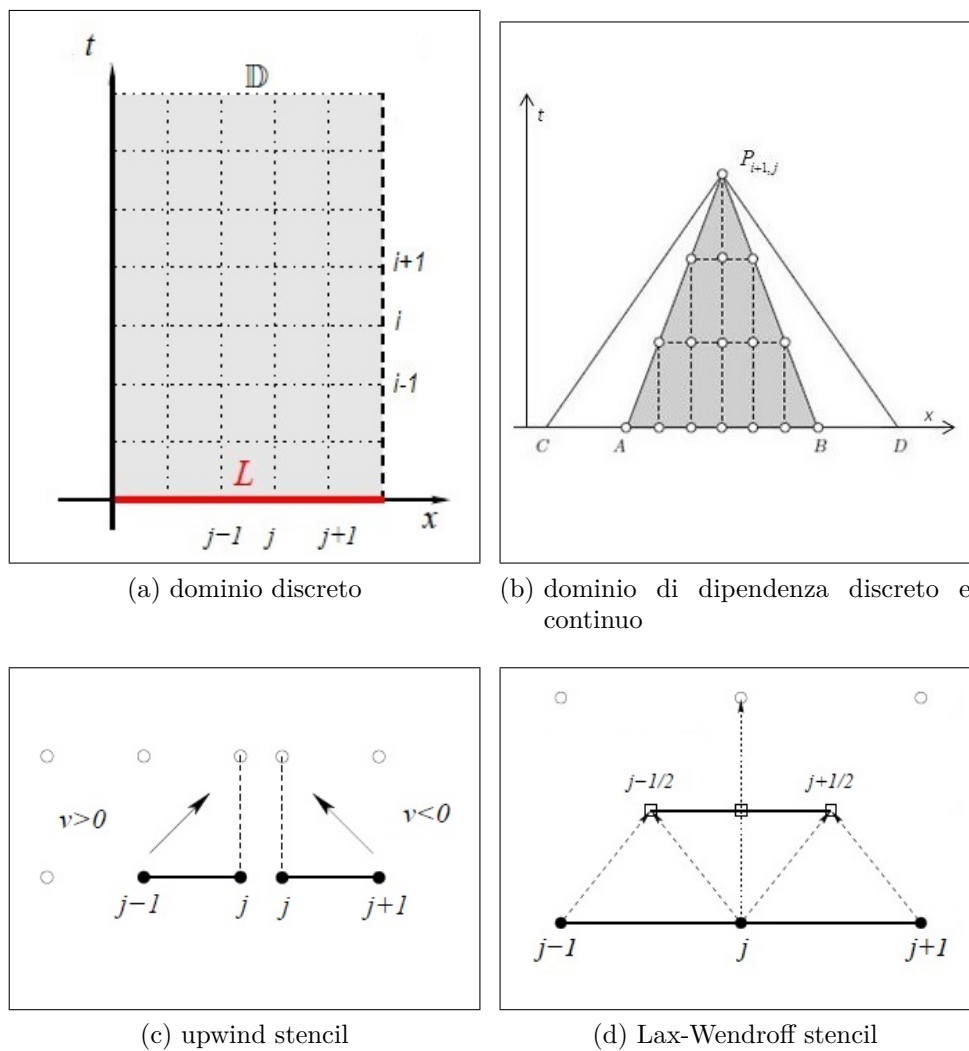 t
𝔻
i+1
i
i-1
L
x
j-1 j j+1
(a) dominio discreto
t
P_{i+1,j}
x
C A B D
(b) dominio di dipendenza discreto e
continuo
v>0 v<0
j−1 j j j+1
(c) upwind stencil
j−1/2 j+1/2
j−1 j j+1
(d) Lax-Wendroff stencil